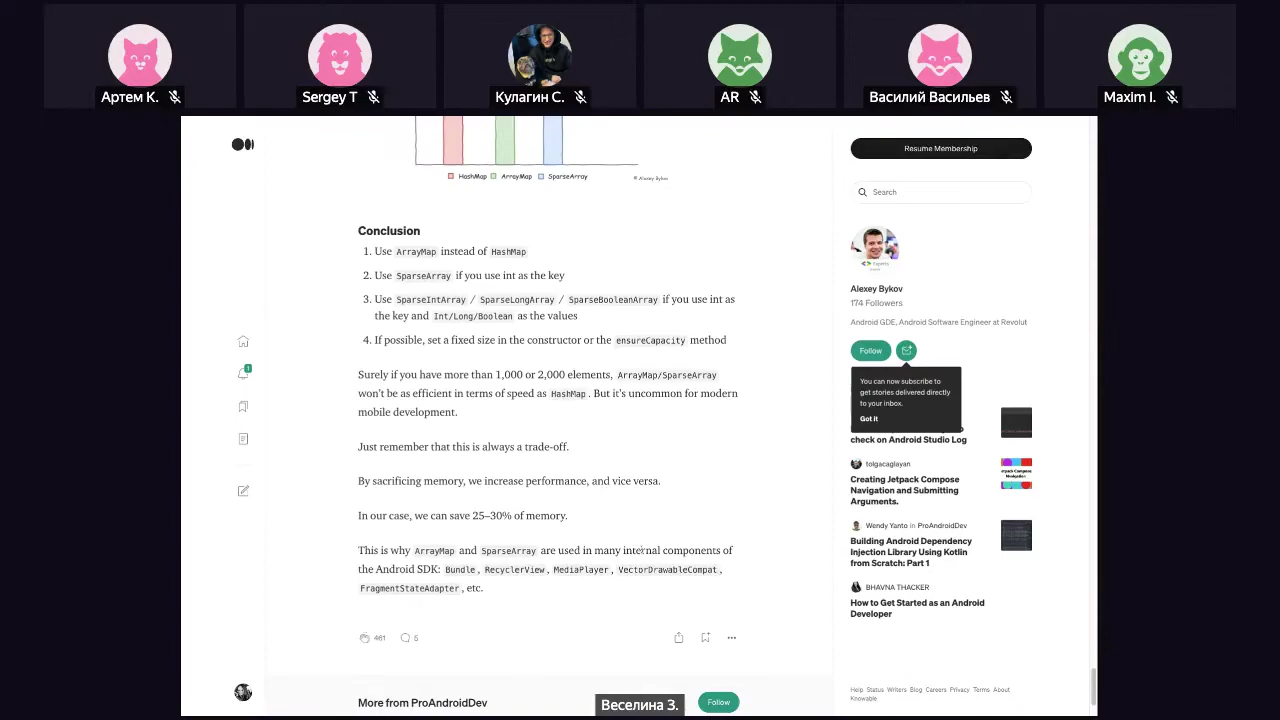 Артем К.
Sergey T
Кулагин С.
AR
Василий Васильев
Maxim I.
HashMap ArrayMap SparseArray
© Alexey Bykov
Conclusion
1. Use ArrayMap instead of HashMap
2. Use SparseArray if you use int as the key
3. Use SparseIntArray / SparseLongArray / SparseBooleanArray if you use int as
the key and Int/Long/Boolean as the values
4. If possible, set a fixed size in the constructor or the ensureCapacity method
Surely if you have more than 1,000 or 2,000 elements, ArrayMap/SparseArray
won't be as efficient in terms of speed as HashMap. But it's uncommon for modern
mobile development.
Just remember that this is always a trade-off.
By sacrificing memory, we increase performance, and vice versa.
In our case, we can save 25–30% of memory.
This is why ArrayMap and SparseArray are used in many internal components of
the Android SDK: Bundle, RecyclerView, MediaPlayer, VectorDrawableCompat,
FragmentStateAdapter, etc.
461 5
More from ProAndroidDev
Follow
Веселина З.
1
Resume Membership
Search
Experts
Alexey Bykov
174 Followers
Android GDE, Android Software Engineer at Revolut
Follow
You can now subscribe to
get stories delivered directly
to your inbox.
Got it
check on Android Studio Log
tolgacaglayan
Creating Jetpack Compose
Navigation and Submitting
Arguments.
Jetpack Compose
Navigation
Wendy Yanto in ProAndroidDev
Building Android Dependency
Injection Library Using Kotlin
from Scratch: Part 1
BHAVNA THACKER
How to Get Started as an Android
Developer
Help Status Writers Blog Careers Privacy Terms About
Knowable